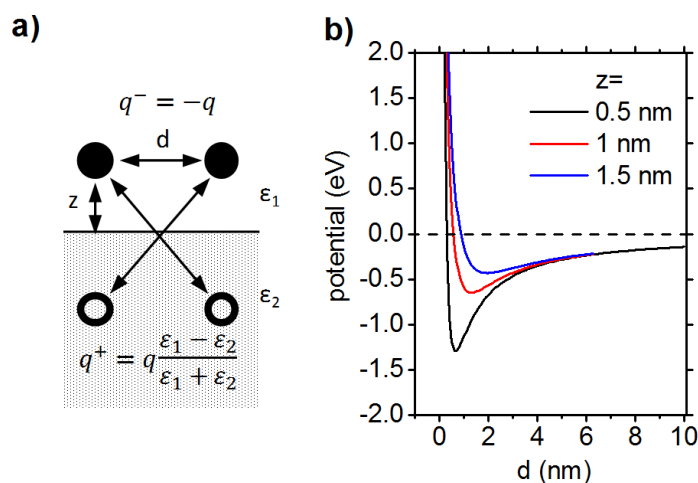 a)
q⁻ = −q
d
z
ε₁
ε₂
q⁺ = q (ε₁ − ε₂)/(ε₁ + ε₂)
b)
potential (eV)
2.0
1.5
1.0
0.5
0.0
-0.5
-1.0
-1.5
-2.0
z=
0.5 nm
1 nm
1.5 nm
0 2 4 6 8 10
d (nm)